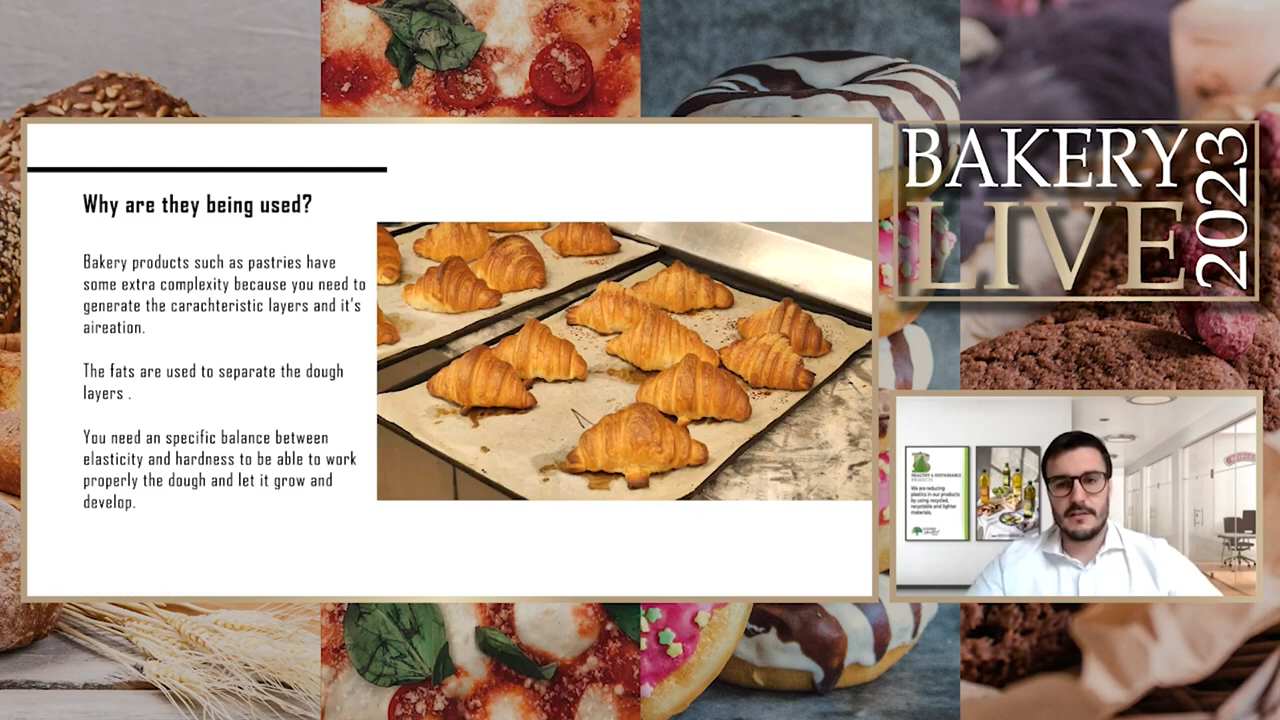 Why are they being used?
Bakery products such as pastries have
some extra complexity because you need to
generate the carachteristic layers and it's
aireation.
The fats are used to separate the dough
layers .
You need an specific balance between
elasticity and hardness to be able to work
properly the dough and let it grow and
develop.
BAKERY
LIVE
2023
HEALTHY & SUSTAINABLE
We are reducing
plastics in our products
by using recycled,
recyclable and lighter
materials.